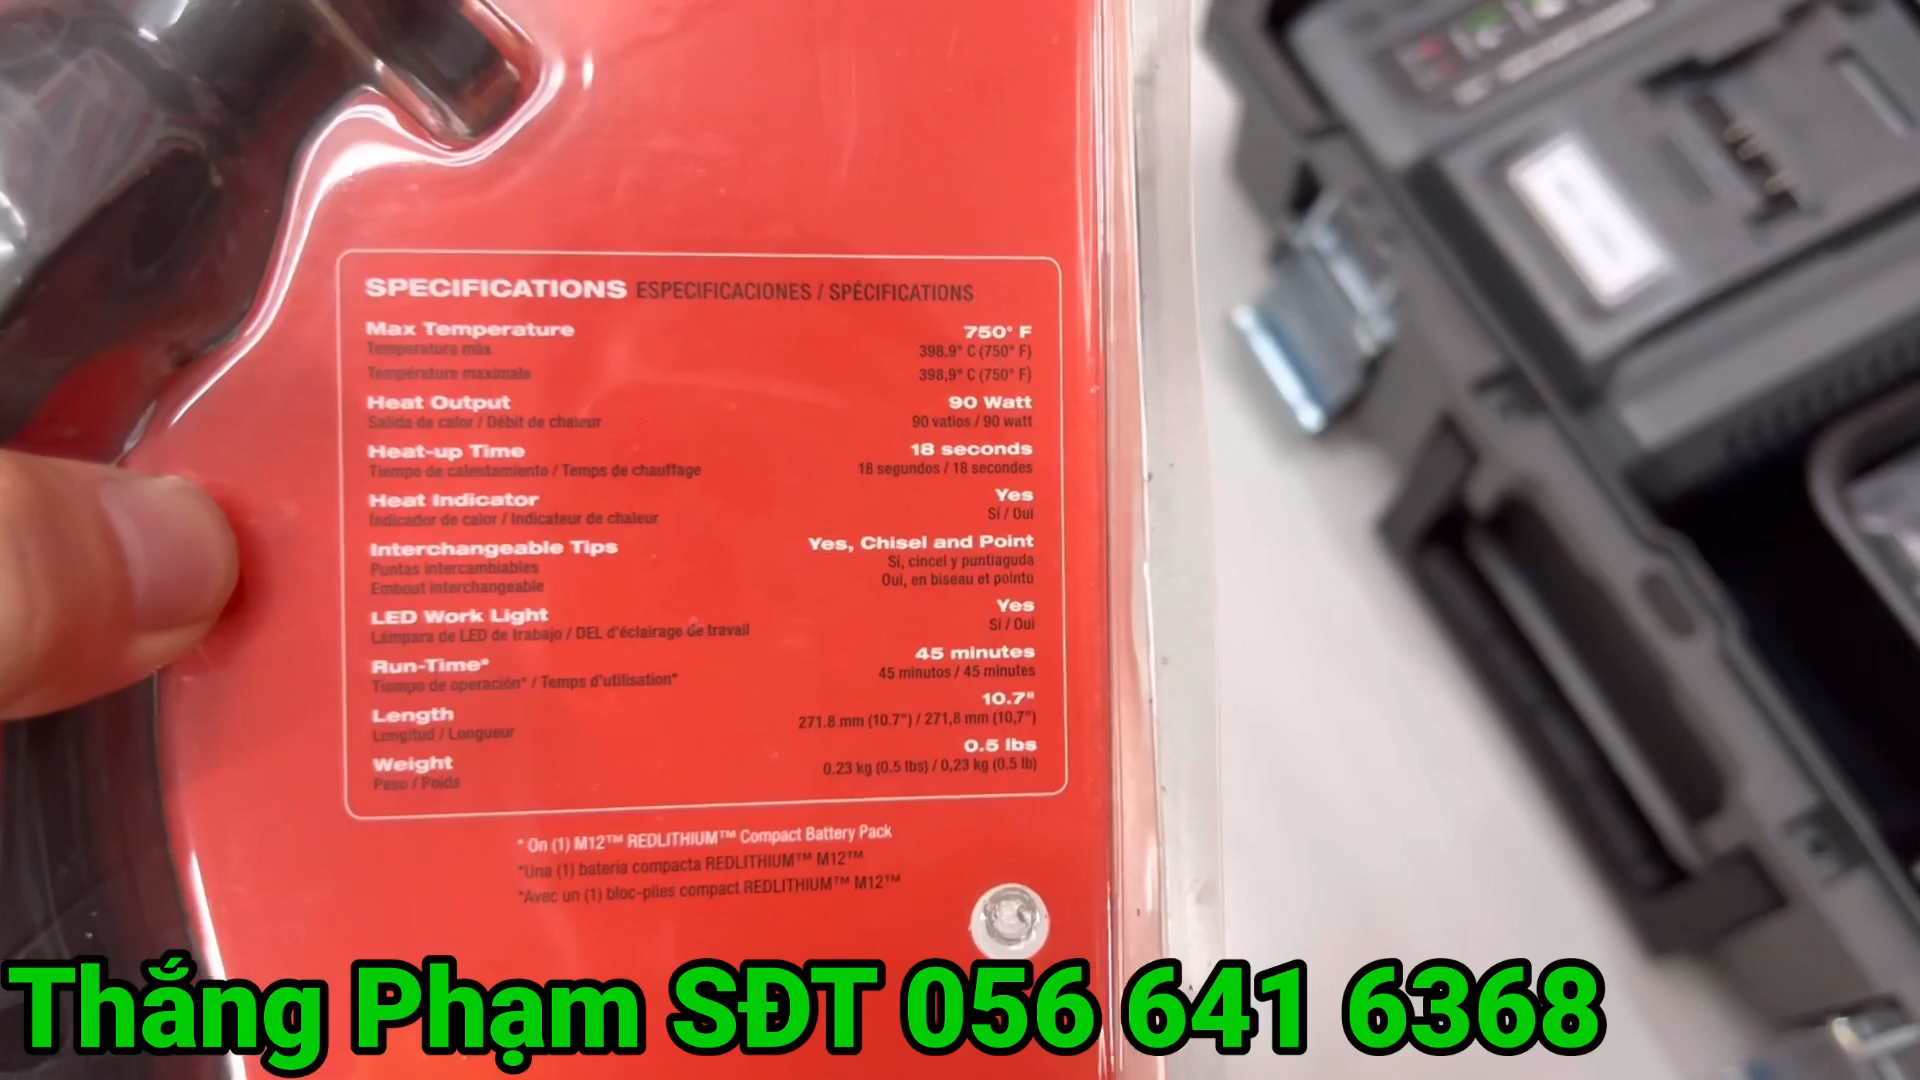 SPECIFICATIONS ESPECIFICACIONES / SPÉCIFICATIONS
Max Temperature 750° F
Temperatura máx 398.9° C (750° F)
Température maximale 398,9° C (750° F)
Heat Output 90 Watt
Salida de calor / Débit de chaleur 90 vatios / 90 watt
Heat-up Time 18 seconds
Tiempo de calentamiento / Temps de chauffage 18 segundos / 18 secondes
Heat Indicator Yes
Indicador de calor / Indicateur de chaleur Sí / Oui
Interchangeable Tips Yes, Chisel and Point
Puntas intercambiables Sí, cincel y puntiaguda
Embout interchangeable Oui, en biseau et pointu
LED Work Light Yes
Lámpara de LED de trabajo / DEL d'éclairage de travail Sí / Oui
Run-Time* 45 minutes
Tiempo de operación* / Temps d'utilisation* 45 minutos / 45 minutes
Length 10.7"
Longitud / Longueur 271.8 mm (10.7") / 271,8 mm (10,7")
Weight 0.5 lbs
Peso / Poids 0.23 kg (0.5 lbs) / 0,23 kg (0.5 lb)
* On (1) M12™ REDLITHIUM™ Compact Battery Pack
*Una (1) batería compacta REDLITHIUM™ M12™
*Avec un (1) bloc-piles compact REDLITHIUM™ M12™
Thắng Phạm SĐT 056 641 6368